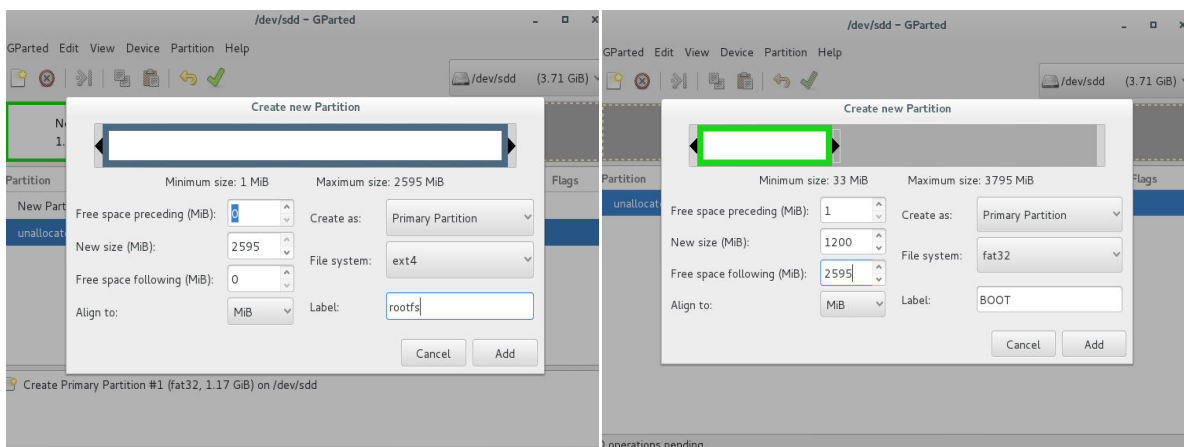 /dev/sdd - GParted
GParted Edit View Device Partition Help
/dev/sdd (3.71 GiB)
Create new Partition
Minimum size: 1 MiB Maximum size: 2595 MiB
Partition
Flags
New Part
unallocat
Free space preceding (MiB): 0
Create as: Primary Partition
New size (MiB): 2595
File system: ext4
Free space following (MiB): 0
Label: rootfs
Align to: MiB
Cancel Add
Create Primary Partition #1 (fat32, 1.17 GiB) on /dev/sdd
/dev/sdd - GParted
GParted Edit View Device Partition Help
/dev/sdd (3.71 GiB)
Create new Partition
Minimum size: 33 MiB Maximum size: 3795 MiB
Partition
Flags
unallocat
Free space preceding (MiB): 1
Create as: Primary Partition
New size (MiB): 1200
File system: fat32
Free space following (MiB): 2595
Label: BOOT
Align to: MiB
Cancel Add
operations pending